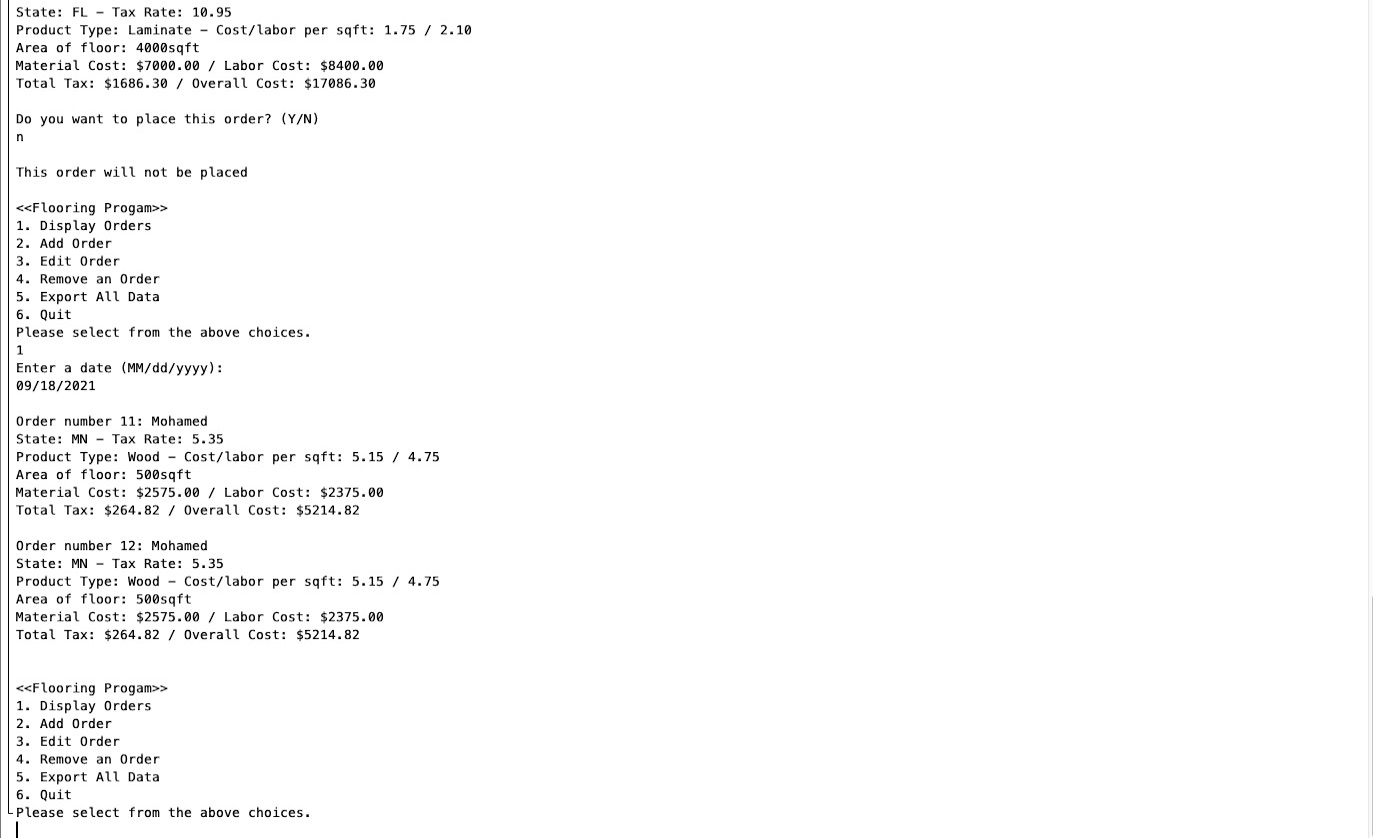 State: FL – Tax Rate: 10.95
Product Type: Laminate – Cost/labor per sqft: 1.75 / 2.10
Area of floor: 4000sqft
Material Cost: $7000.00 / Labor Cost: $8400.00
Total Tax: $1686.30 / Overall Cost: $17086.30
Do you want to place this order? (Y/N)
n
This order will not be placed
<<Flooring Progam>>
1. Display Orders
2. Add Order
3. Edit Order
4. Remove an Order
5. Export All Data
6. Quit
Please select from the above choices.
1
Enter a date (MM/dd/yyyy):
09/18/2021
Order number 11: Mohamed
State: MN – Tax Rate: 5.35
Product Type: Wood – Cost/labor per sqft: 5.15 / 4.75
Area of floor: 500sqft
Material Cost: $2575.00 / Labor Cost: $2375.00
Total Tax: $264.82 / Overall Cost: $5214.82
Order number 12: Mohamed
State: MN – Tax Rate: 5.35
Product Type: Wood – Cost/labor per sqft: 5.15 / 4.75
Area of floor: 500sqft
Material Cost: $2575.00 / Labor Cost: $2375.00
Total Tax: $264.82 / Overall Cost: $5214.82
<<Flooring Progam>>
1. Display Orders
2. Add Order
3. Edit Order
4. Remove an Order
5. Export All Data
6. Quit
Please select from the above choices.